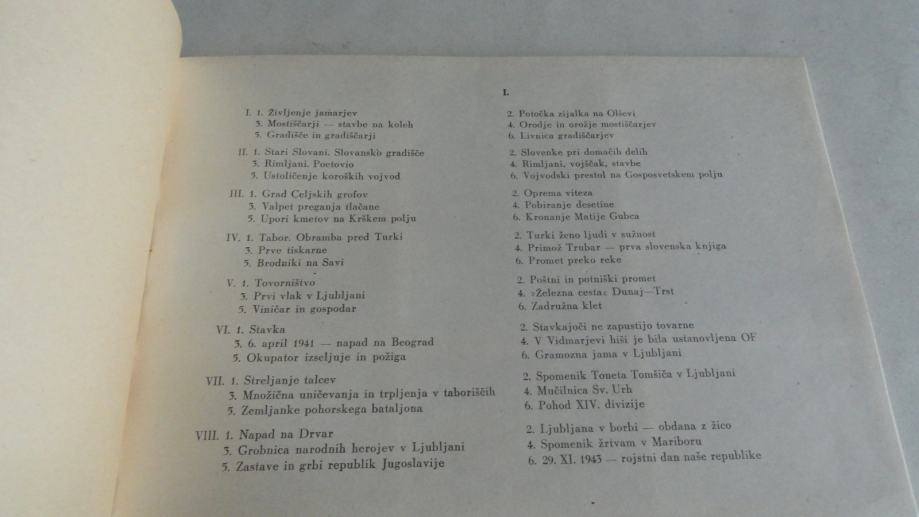 I.
I. 1. Življenje jamarjev
3. Mostiščarji — stavbe na koleh
5. Gradišče in gradiščarji
II. 1. Stari Slovani. Slovansko gradišče
3. Rimljani. Poetovio
5. Ustoličenje koroških vojvod
III. 1. Grad Celjskih grofov
3. Valpet preganja tlačane
5. Upori kmetov na Krškem polju
IV. 1. Tabor. Obramba pred Turki
3. Prve tiskarne
5. Brodniki na Savi
V. 1. Tovorništvo
3. Prvi vlak v Ljubljani
5. Viničar in gospodar
VI. 1. Stavka
3. 6. april 1941 — napad na Beograd
5. Okupator izseljuje in požiga
VII. 1. Streljanje talcev
3. Množična uničevanja in trpljenja v taboriščih
5. Zemljanke pohorskega bataljona
VIII. 1. Napad na Drvar
3. Grobnica narodnih herojev v Ljubljani
5. Zastave in grbi republik Jugoslavije
2. Potočka zijalka na Olševi
4. Orodje in orožje mostiščarjev
6. Livnica gradiščarjev
2. Slovenke pri domačih delih
4. Rimljani, vojščak, stavbe
6. Vojvodski prestol na Gosposvetskem polju
2. Oprema viteza
4. Pobiranje desetine
6. Kronanje Matije Gubca
2. Turki ženo ljudi v sužnost
4. Primož Trubar — prva slovenska knjiga
6. Promet preko reke
2. Poštni in potniški promet
4. »Železna cesta« Dunaj—Trst
6. Zadružna klet
2. Stavkajoči ne zapustijo tovarne
4. V Vidmarjevi hiši je bila ustanovljena OF
6. Gramozna jama v Ljubljani
2. Spomenik Toneta Tomšiča v Ljubljani
4. Mučilnica Sv. Urh
6. Pohod XIV. divizije
2. Ljubljana v borbi — obdana z žico
4. Spomenik žrtvam v Mariboru
6. 29. XI. 1943 — rojstni dan naše republike